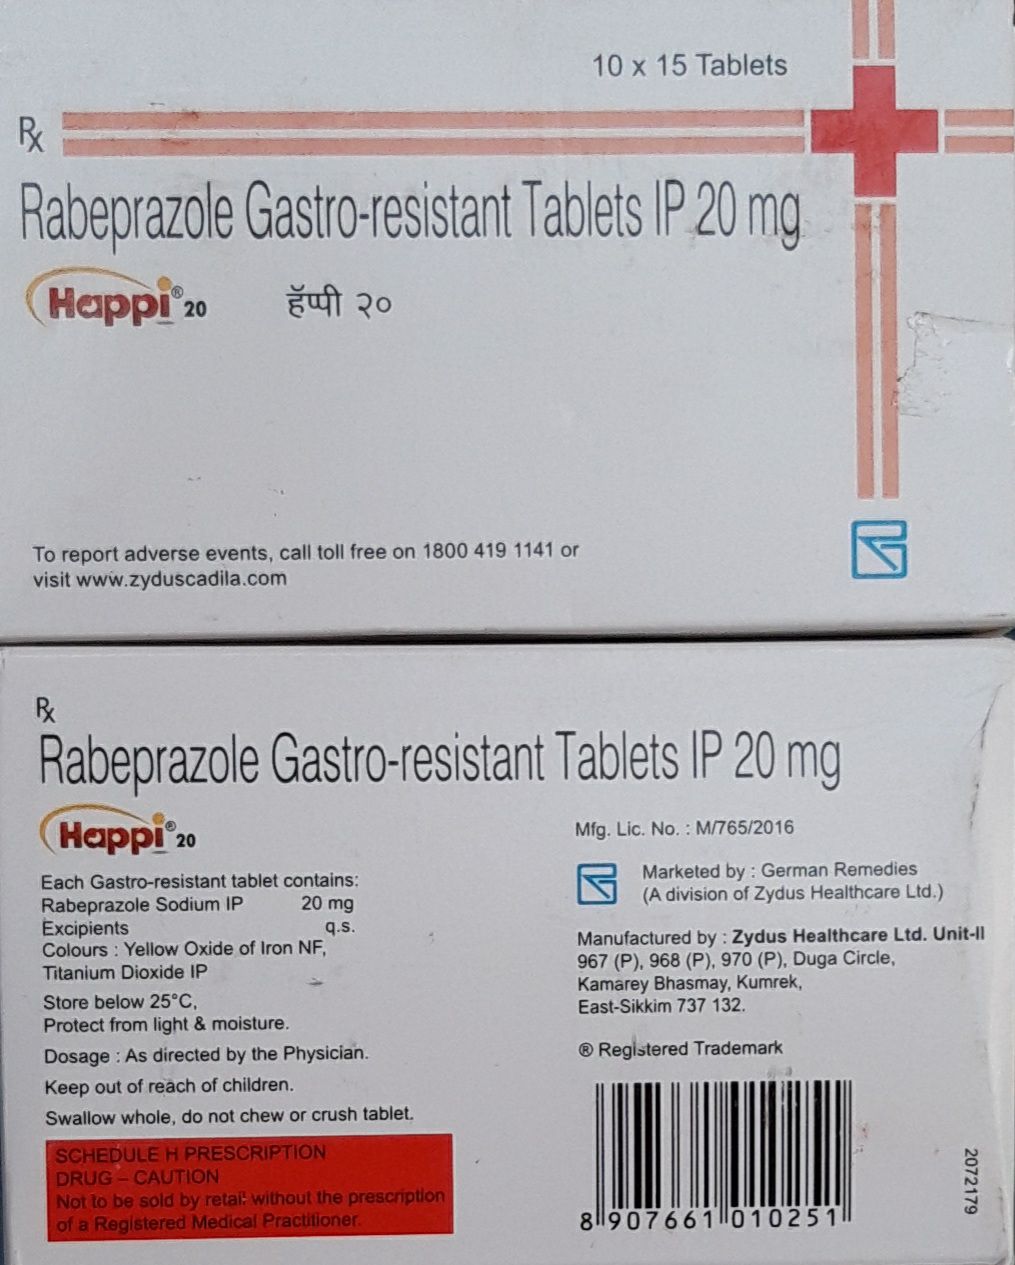 10 x 15 Tablets
Rx
Rabeprazole Gastro-resistant Tablets IP 20 mg
Happi® 20 हॅप्पी २०
To report adverse events, call toll free on 1800 419 1141 or
visit www.zyduscadila.com
Rx
Rabeprazole Gastro-resistant Tablets IP 20 mg
Happi® 20
Mfg. Lic. No. : M/765/2016
Marketed by : German Remedies
(A division of Zydus Healthcare Ltd.)
Manufactured by : Zydus Healthcare Ltd. Unit-II
967 (P), 968 (P), 970 (P), Duga Circle,
Kamarey Bhasmay, Kumrek,
East-Sikkim 737 132.
® Registered Trademark
Each Gastro-resistant tablet contains:
Rabeprazole Sodium IP 20 mg
Excipients q.s.
Colours : Yellow Oxide of Iron NF,
Titanium Dioxide IP
Store below 25°C,
Protect from light & moisture.
Dosage : As directed by the Physician.
Keep out of reach of children.
Swallow whole, do not chew or crush tablet.
SCHEDULE H PRESCRIPTION
DRUG – CAUTION
Not to be sold by retail without the prescription
of a Registered Medical Practitioner.
8 907661 010251
2072179